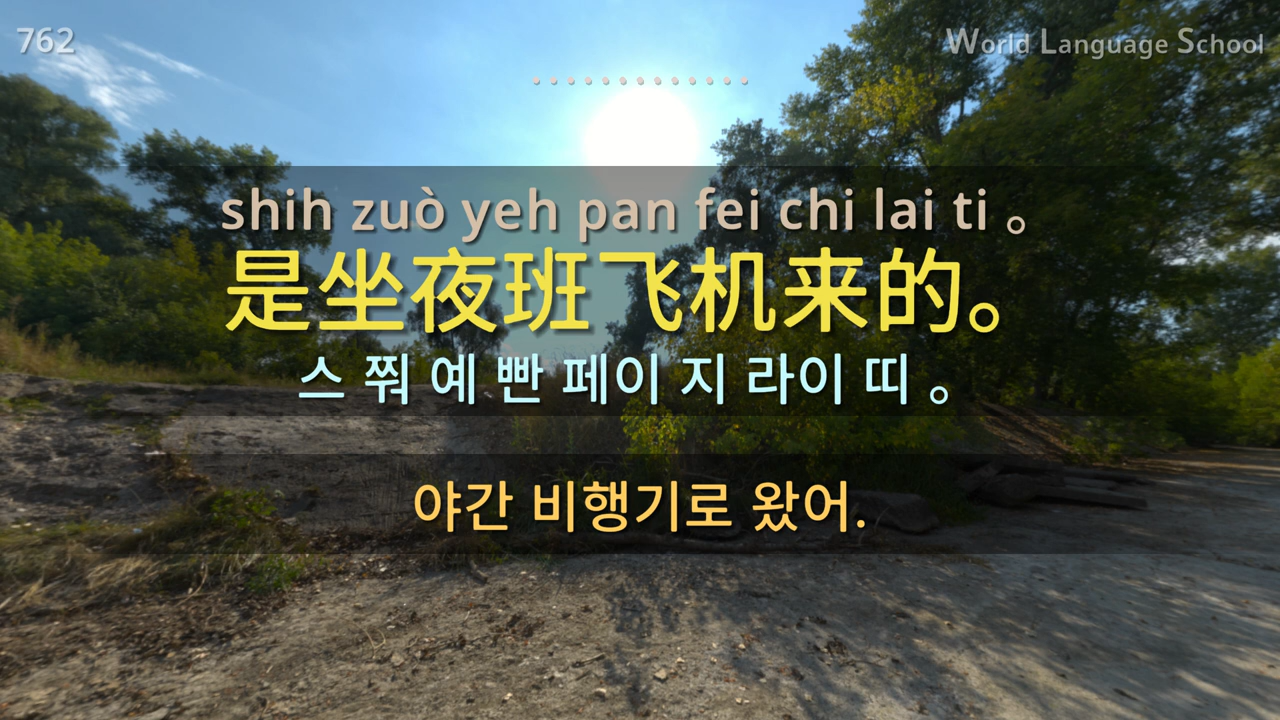 762
World Language School
shih zuò yeh pan fei chi lai ti 。
是坐夜班飞机来的。
스 쭤 예 빤 페이 지 라이 띠 。
야간 비행기로 왔어.